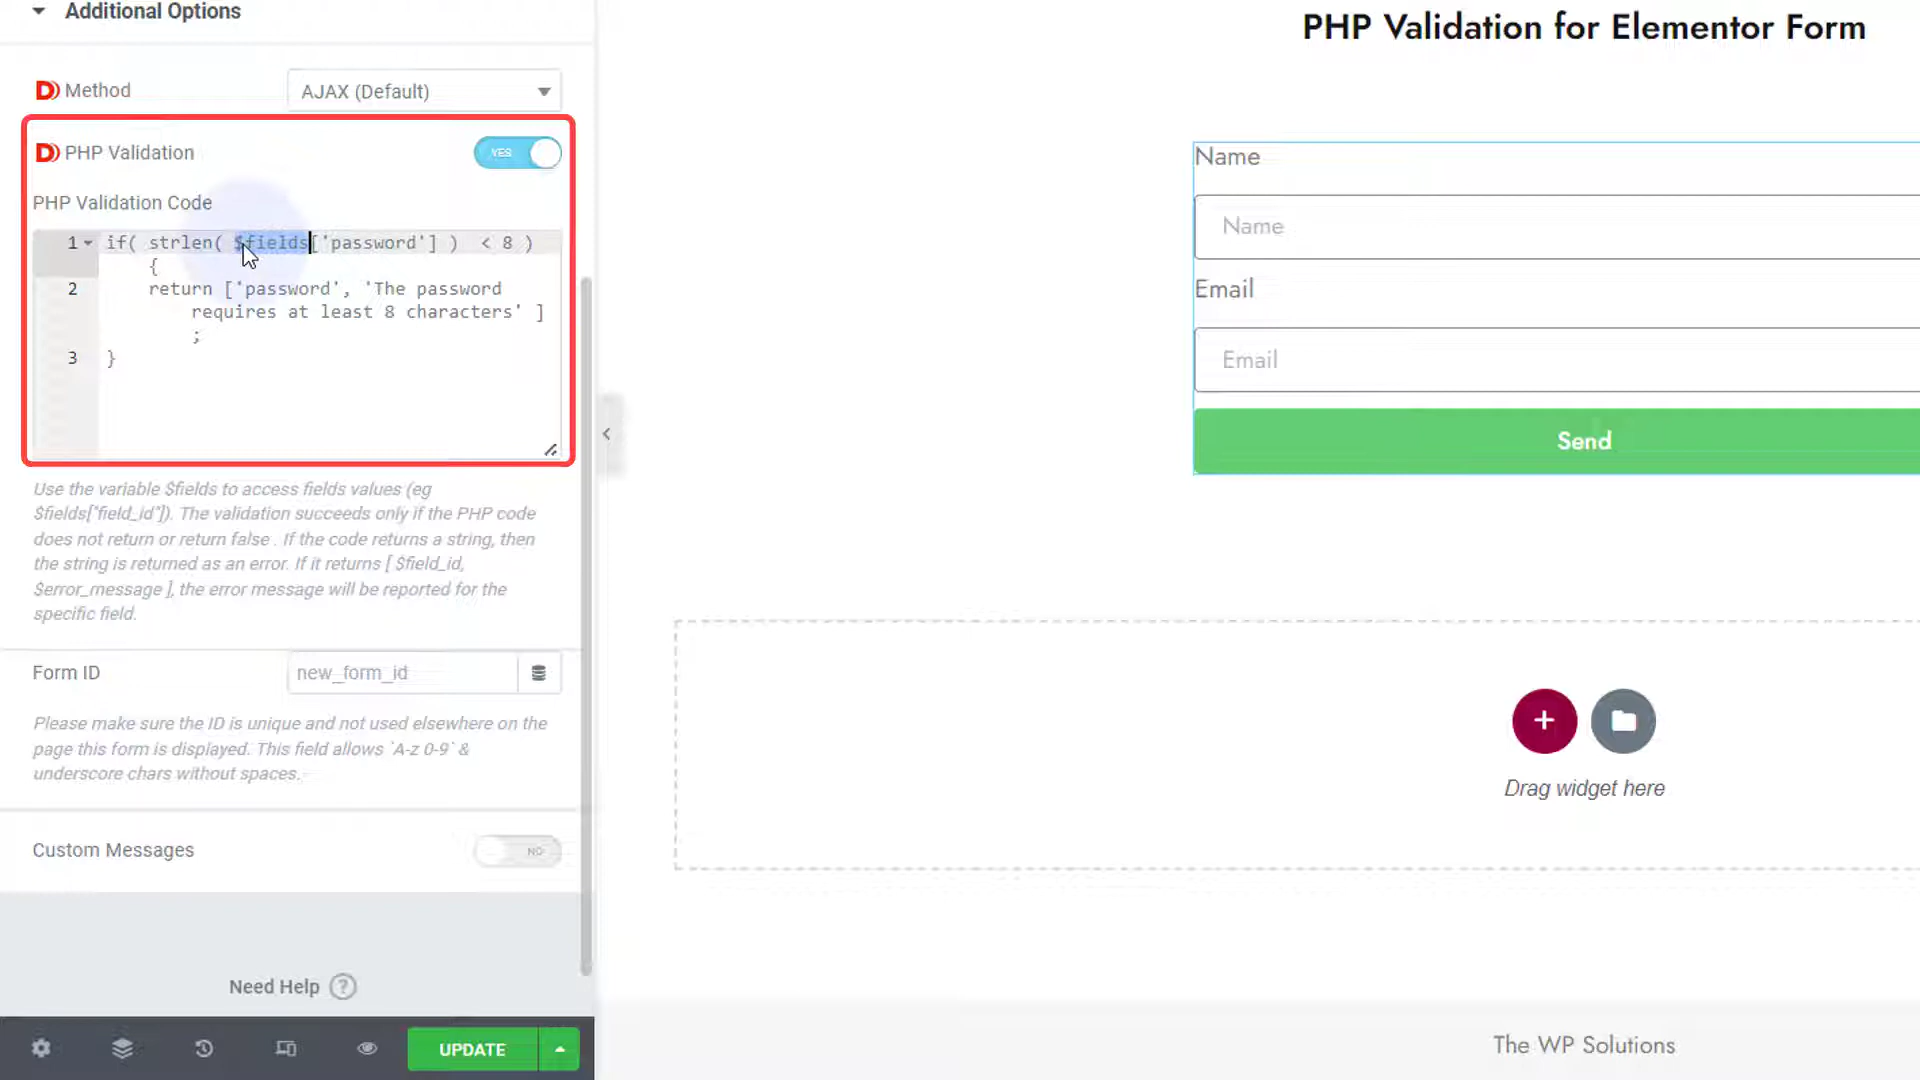 Additional Options
Method
AJAX (Default)
PHP Validation
YES
PHP Validation Code
1 if( strlen( $fields['password'] )  < 8 )
{
2 return ['password', 'The password
requires at least 8 characters' ]
;
3 }
Use the variable $fields to access fields values (eg
$fields["field_id"]). The validation succeeds only if the PHP code
does not return or return false . If the code returns a string, then
the string is returned as an error. If it returns [ $field_id,
$error_message ], the error message will be reported for the
specific field.
Form ID
new_form_id
Please make sure the ID is unique and not used elsewhere on the
page this form is displayed. This field allows `A-z 0-9` &
underscore chars without spaces.
Custom Messages
NO
Need Help ?
UPDATE
PHP Validation for Elementor Form
Name
Name
Email
Email
Send
Drag widget here
The WP Solutions